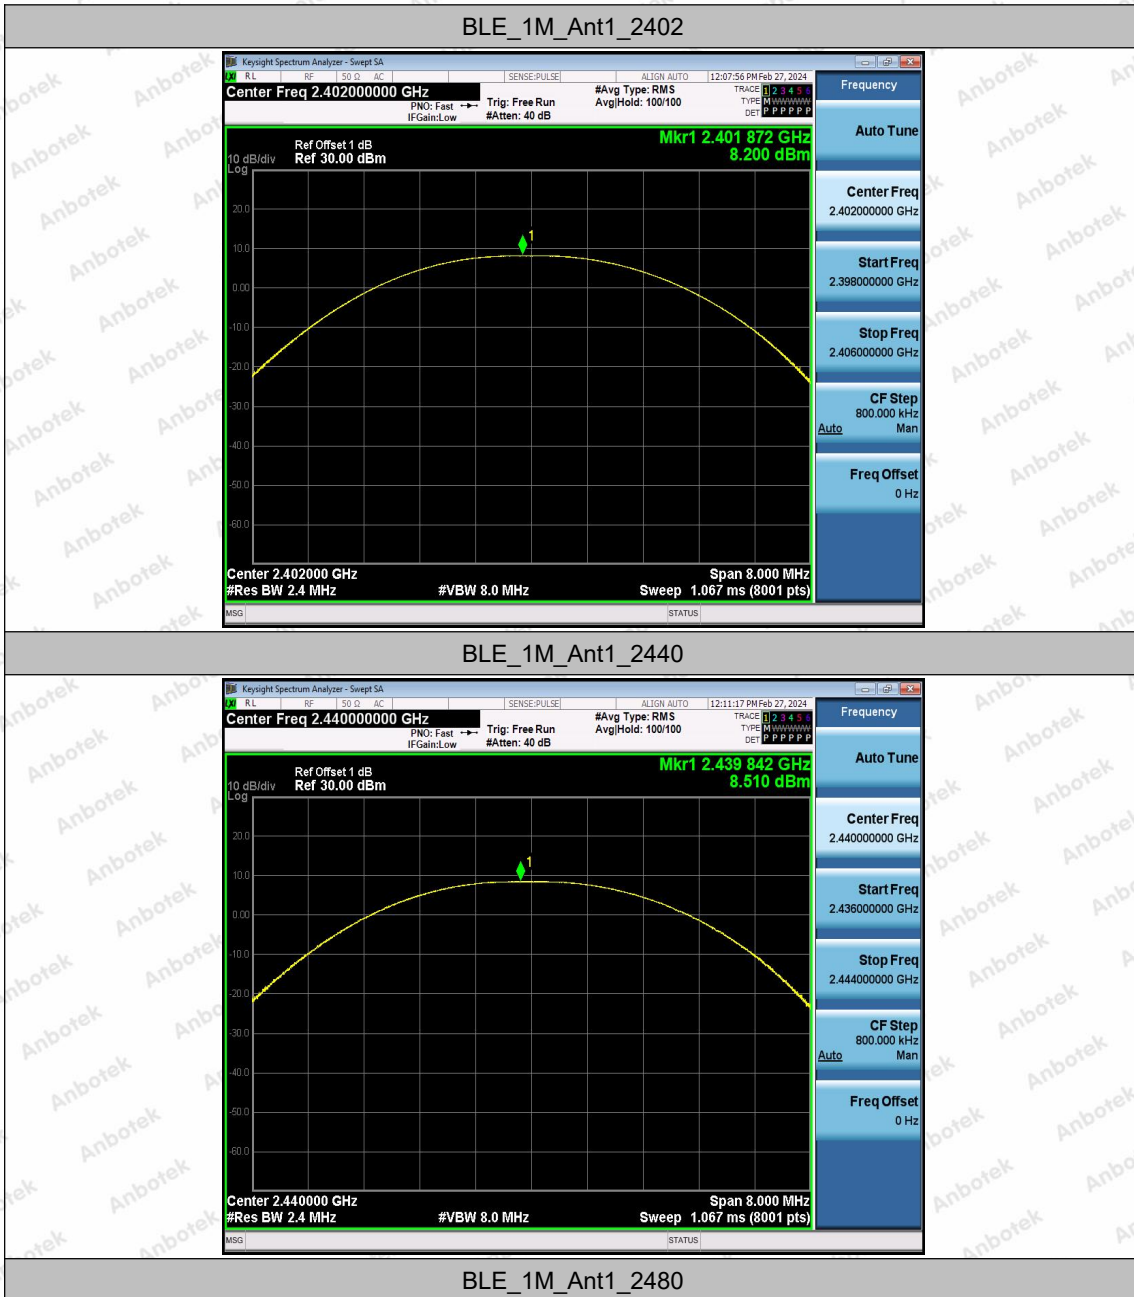 BLE_1M_Ant1_2402
Keysight Spectrum Analyzer - Swept SA
LXI RL RF 50 Ω AC SENSE:PULSE ALIGN AUTO 12:07:56 PM Feb 27, 2024
Center Freq 2.402000000 GHz
PNO: Fast
IFGain:Low
Trig: Free Run
#Atten: 40 dB
#Avg Type: RMS
Avg|Hold: 100/100
TRACE 1 2 3 4 5 6
TYPE M W W W W W
DET P P P P P P
Mkr1 2.401 872 GHz
8.200 dBm
Ref Offset 1 dB
10 dB/div Ref 30.00 dBm
Log
20.0
10.0
0.00
-10.0
-20.0
-30.0
-40.0
-50.0
-60.0
1
Center 2.402000 GHz Span 8.000 MHz
#Res BW 2.4 MHz #VBW 8.0 MHz Sweep 1.067 ms (8001 pts)
MSG STATUS
Frequency
Auto Tune
Center Freq
2.402000000 GHz
Start Freq
2.398000000 GHz
Stop Freq
2.406000000 GHz
CF Step
800.000 kHz
Auto Man
Freq Offset
0 Hz
BLE_1M_Ant1_2440
Keysight Spectrum Analyzer - Swept SA
LXI RL RF 50 Ω AC SENSE:PULSE ALIGN AUTO 12:11:17 PM Feb 27, 2024
Center Freq 2.440000000 GHz
PNO: Fast
IFGain:Low
Trig: Free Run
#Atten: 40 dB
#Avg Type: RMS
Avg|Hold: 100/100
TRACE 1 2 3 4 5 6
TYPE M W W W W W
DET P P P P P P
Mkr1 2.439 842 GHz
8.510 dBm
Ref Offset 1 dB
10 dB/div Ref 30.00 dBm
Log
20.0
10.0
0.00
-10.0
-20.0
-30.0
-40.0
-50.0
-60.0
1
Center 2.440000 GHz Span 8.000 MHz
#Res BW 2.4 MHz #VBW 8.0 MHz Sweep 1.067 ms (8001 pts)
MSG STATUS
Frequency
Auto Tune
Center Freq
2.440000000 GHz
Start Freq
2.436000000 GHz
Stop Freq
2.444000000 GHz
CF Step
800.000 kHz
Auto Man
Freq Offset
0 Hz
BLE_1M_Ant1_2480
Anbotek